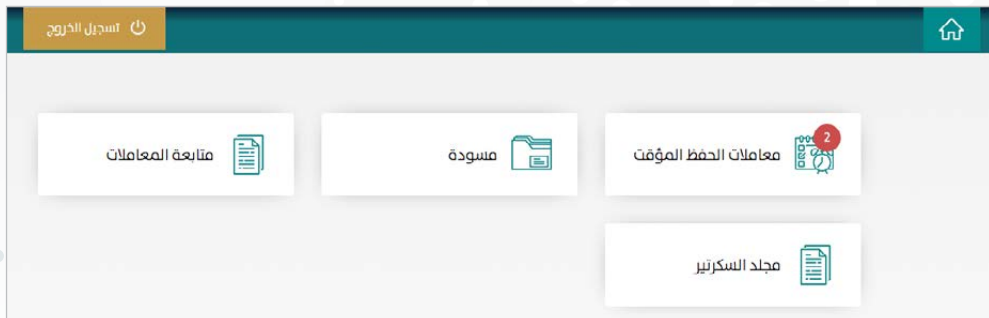 تسجيل الخروج
2
معاملات الحفظ المؤقت
مسودة
متابعة المعاملات
مجلد السكرتير